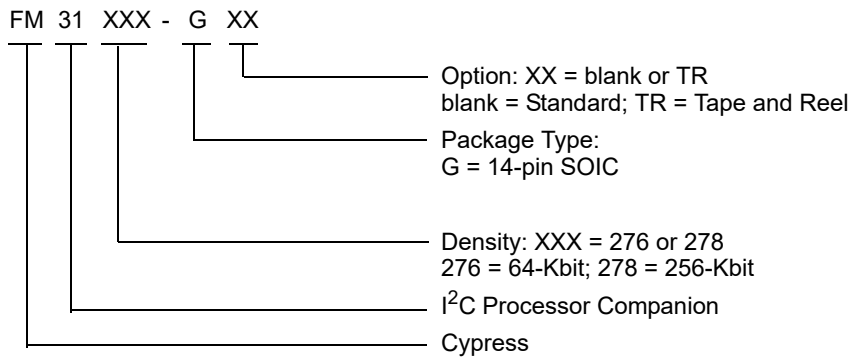 FM 31 XXX - G XX
Option: XX = blank or TR
blank = Standard; TR = Tape and Reel
Package Type:
G = 14-pin SOIC
Density: XXX = 276 or 278
276 = 64-Kbit; 278 = 256-Kbit
I²C Processor Companion
Cypress